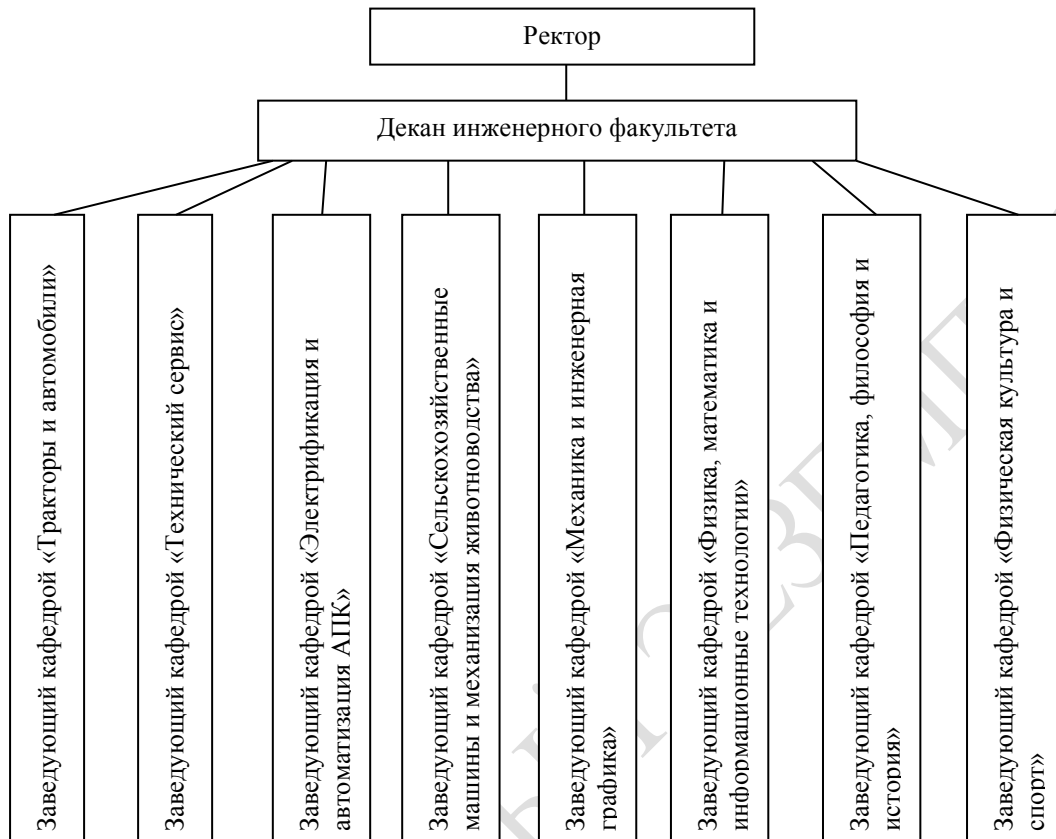 Ректор
Декан инженерного факультета
Заведующий кафедрой «Тракторы и автомобили»
Заведующий кафедрой «Технический сервис»
Заведующий кафедрой «Электрификация и
автоматизация АПК»
Заведующий кафедрой «Сельскохозяйственные
машины и механизация животноводства»
Заведующий кафедрой «Механика и инженерная
графика»
Заведующий кафедрой «Физика, математика и
информационные технологии»
Заведующий кафедрой «Педагогика, философия и
история»
Заведующий кафедрой «Физическая культура и
спорт»